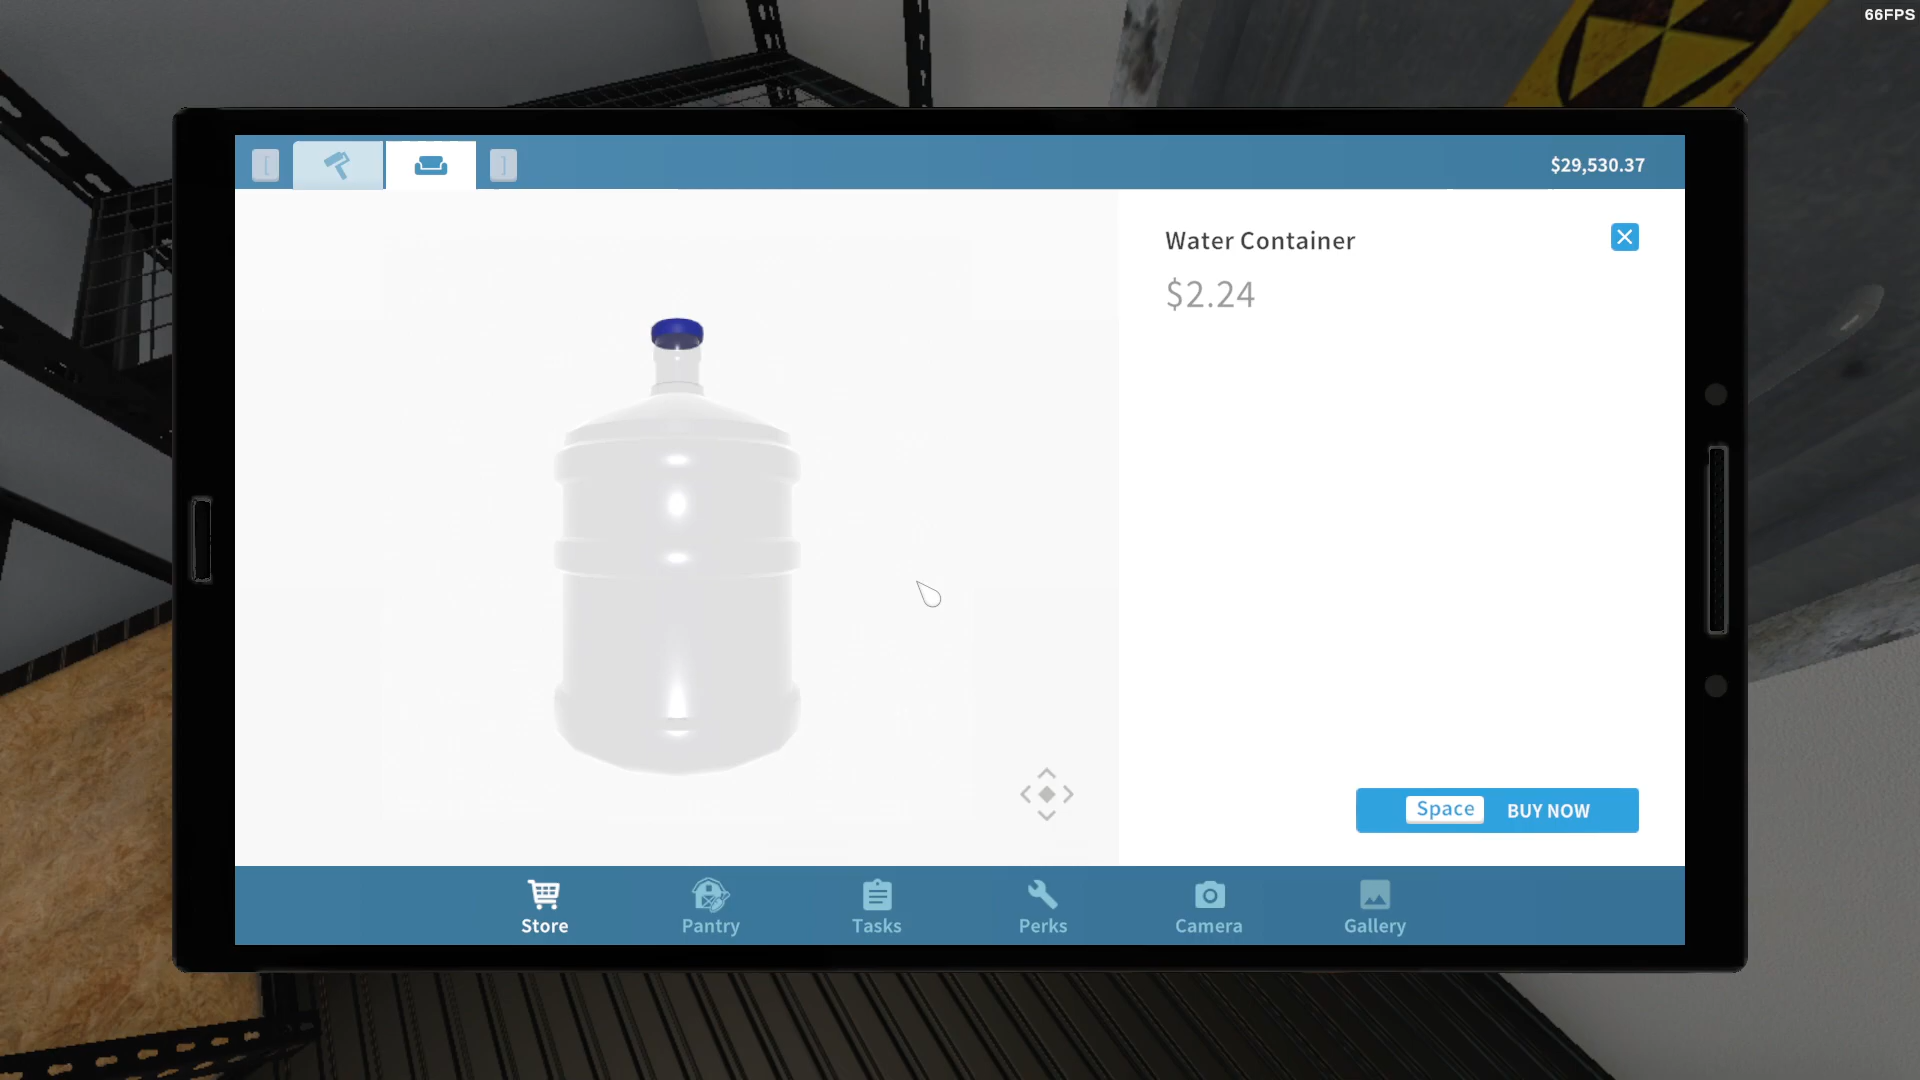 66FPS
[
]
$29,530.37
Water Container
$2.24
Space BUY NOW
Store
Pantry
Tasks
Perks
Camera
Gallery